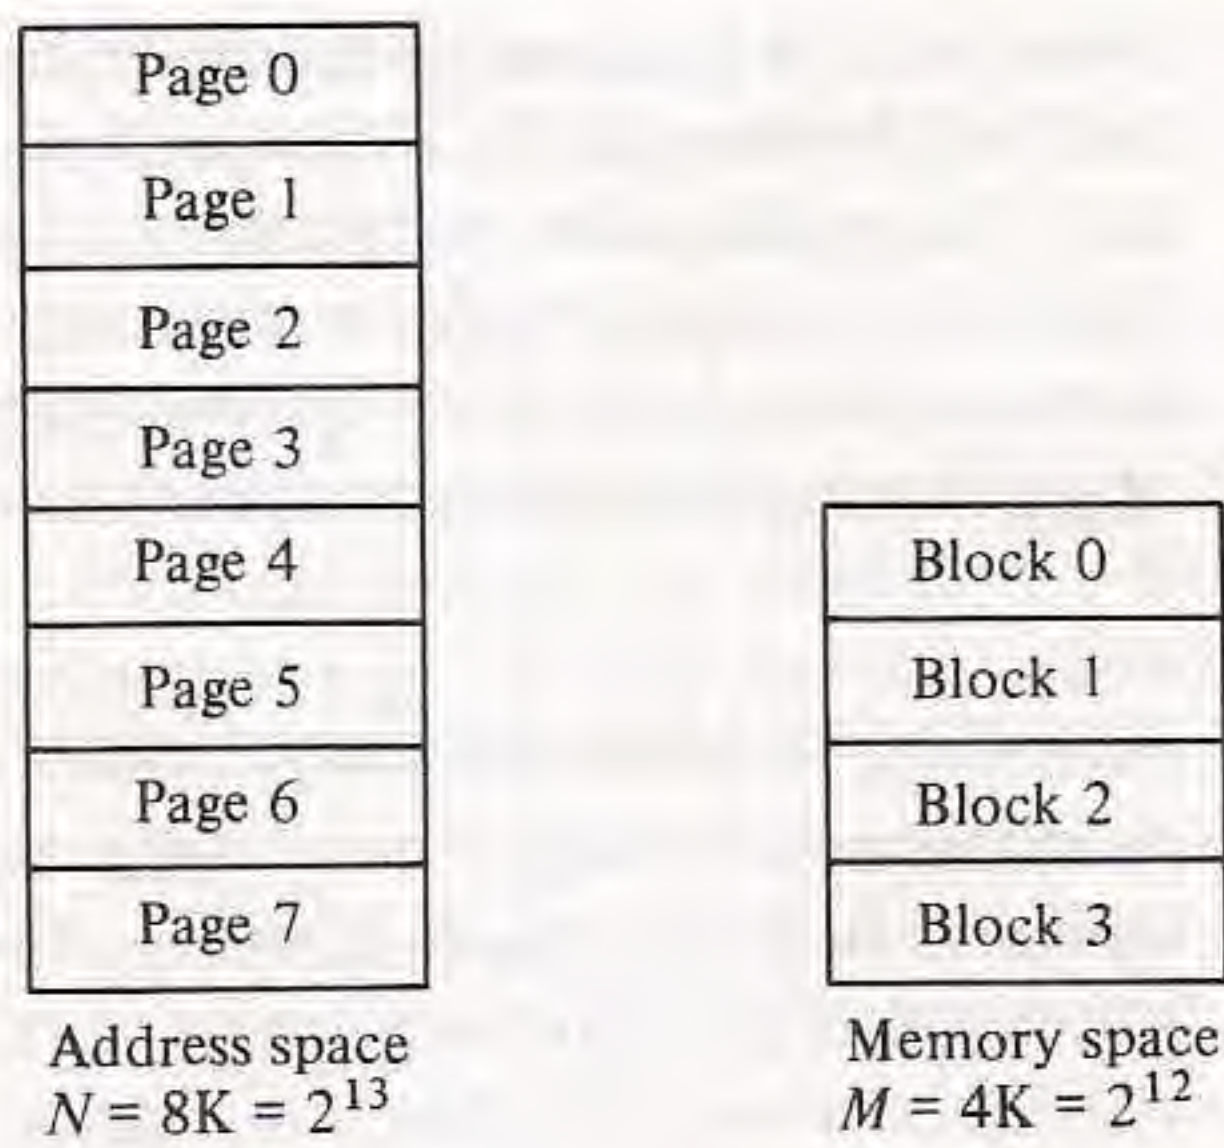 Page 0
Page 1
Page 2
Page 3
Page 4
Page 5
Page 6
Page 7
Address space
N = 8K = 2^13
Block 0
Block 1
Block 2
Block 3
Memory space
M = 4K = 2^12